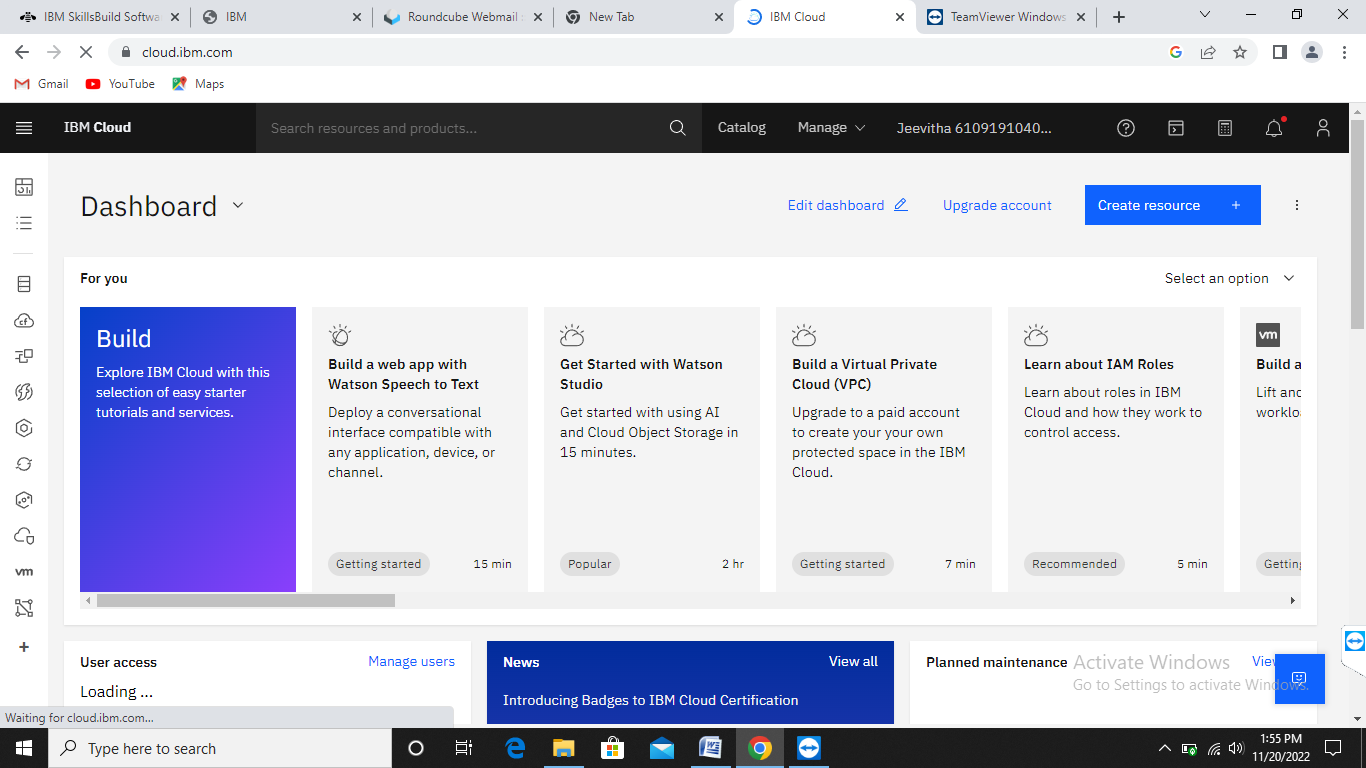 IBM SkillsBuild Softwa
IBM
Roundcube Webmail
New Tab
IBM Cloud
TeamViewer Windows
cloud.ibm.com
Gmail
YouTube
Maps
IBM Cloud
Search resources and products...
Catalog
Manage
Jeevitha 6109191040...
Dashboard
Edit dashboard
Upgrade account
Create resource +
For you
Select an option
Build
Explore IBM Cloud with this
selection of easy starter
tutorials and services.
Build a web app with
Watson Speech to Text
Deploy a conversational
interface compatible with
any application, device, or
channel.
Getting started
15 min
Get Started with Watson
Studio
Get started with using AI
and Cloud Object Storage in
15 minutes.
Popular
2 hr
Build a Virtual Private
Cloud (VPC)
Upgrade to a paid account
to create your your own
protected space in the IBM
Cloud.
Getting started
7 min
Learn about IAM Roles
Learn about roles in IBM
Cloud and how they work to
control access.
Recommended
5 min
vm
Build a
Lift and
worklo
Getting
cf
vm
User access
Manage users
Loading ...
News
View all
Introducing Badges to IBM Cloud Certification
Planned maintenance
View
Activate Windows
Go to Settings to activate Windows.
Waiting for cloud.ibm.com...
Type here to search
1:55 PM
11/20/2022